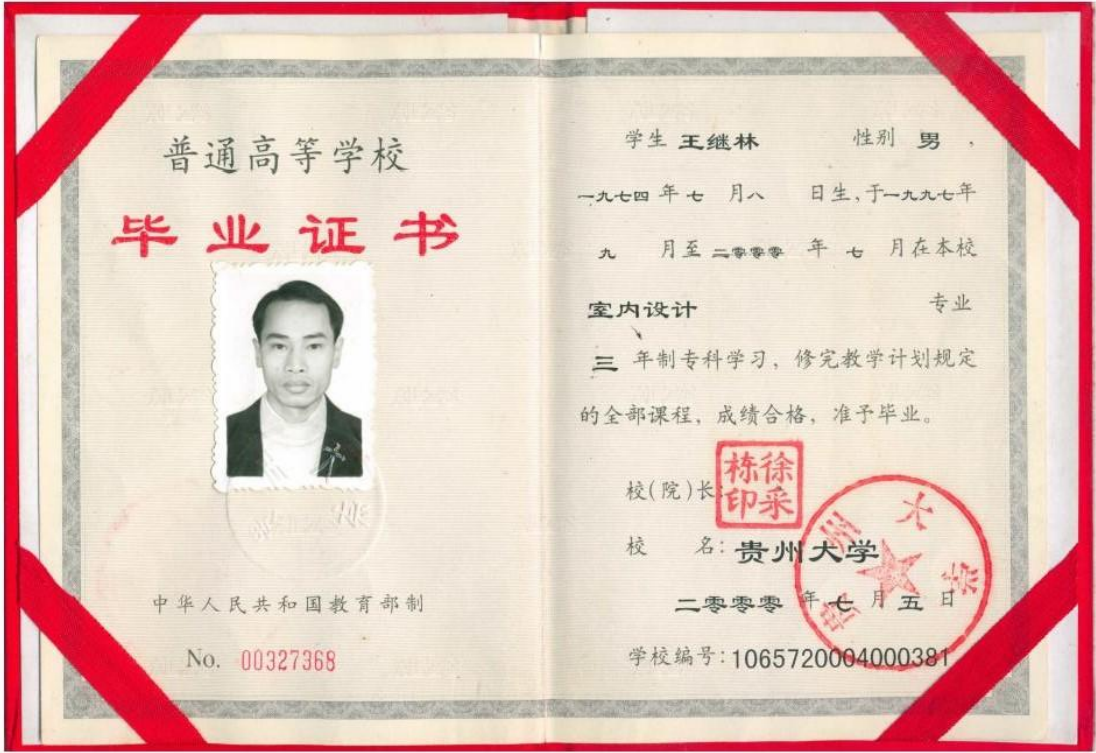 普通高等学校
毕业证书
中华人民共和国教育部制
No. 00327368
学生 王继林 性别 男，
一九七四 年 七 月八 日生，于一九九七年
九 月至 二零零零 年 七 月在本校
室内设计 专业
三 年制专科学习，修完教学计划规定
的全部课程，成绩合格，准予毕业。
校(院)长:
徐采栋印
校 名：贵州大学
贵州大学
二零零零 年 七 月 五 日
学校编号：1065720004000381